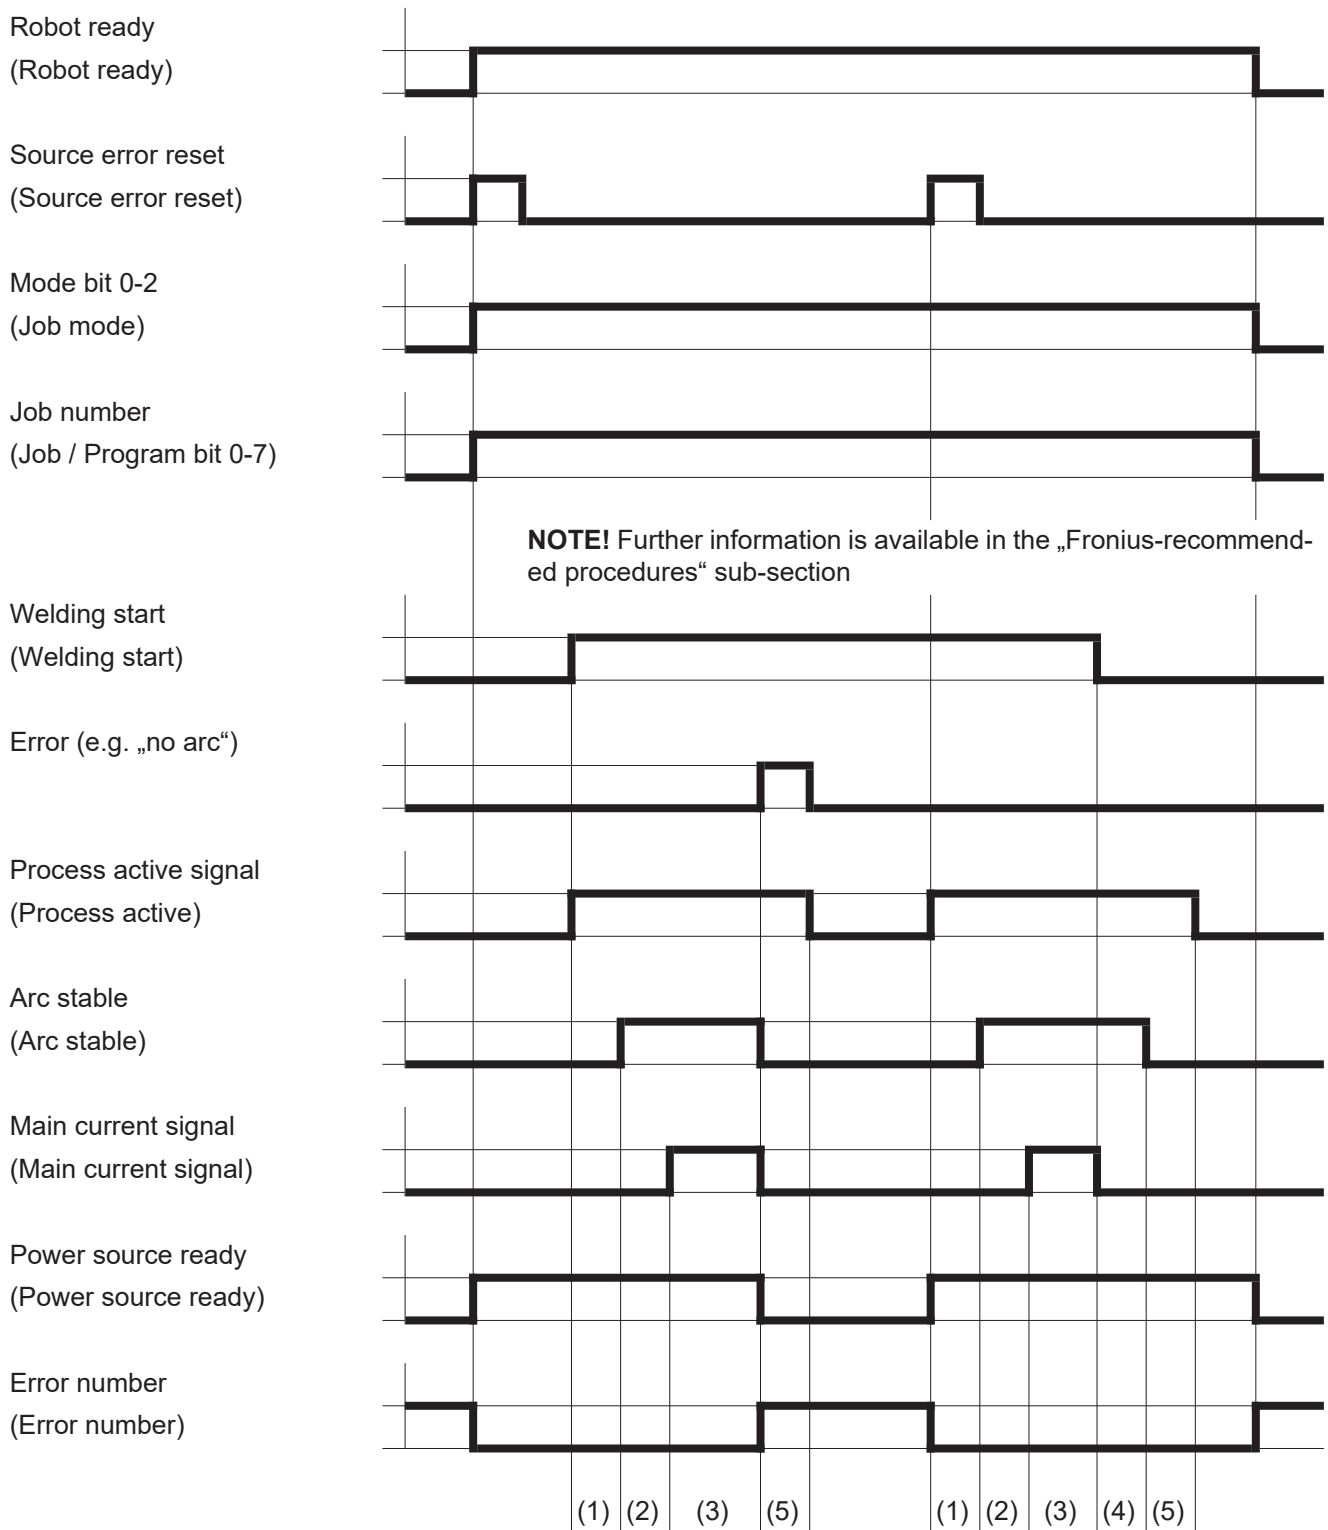 Robot ready
(Robot ready)
Source error reset
(Source error reset)
Mode bit 0-2
(Job mode)
Job number
(Job / Program bit 0-7)
NOTE! Further information is available in the „Fronius-recommend-
ed procedures“ sub-section
Welding start
(Welding start)
Error (e.g. „no arc“)
Process active signal
(Process active)
Arc stable
(Arc stable)
Main current signal
(Main current signal)
Power source ready
(Power source ready)
Error number
(Error number)
(1) (2) (3) (5) (1) (2) (3) (4) (5)